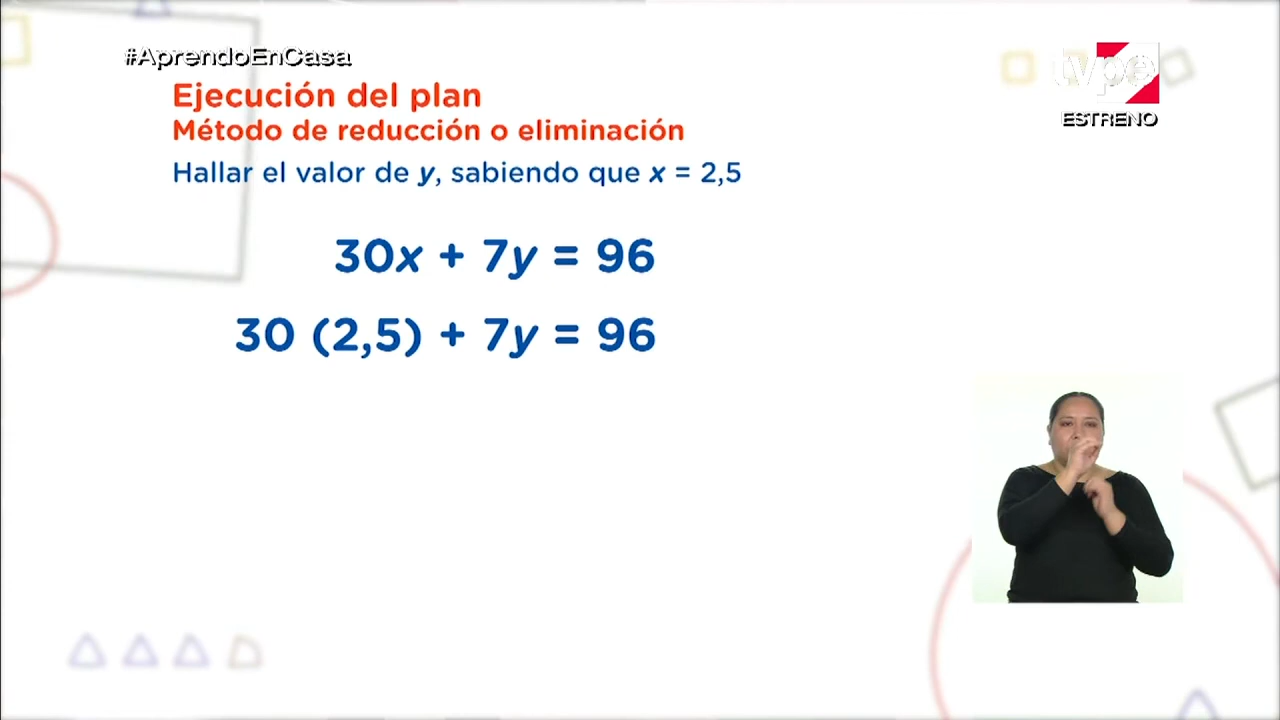 #AprendoEnCasa
tvpe
ESTRENO
Ejecución del plan
Método de reducción o eliminación
Hallar el valor de y, sabiendo que x = 2,5
30x + 7y = 96
30 (2,5) + 7y = 96